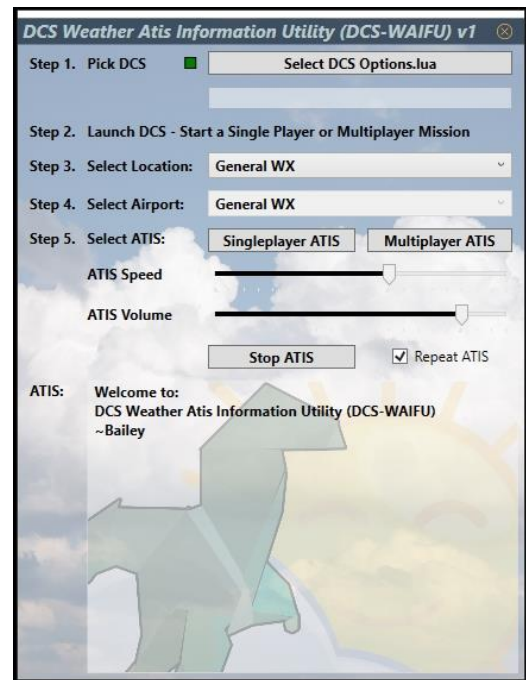 DCS Weather Atis Information Utility (DCS-WAIFU) v1
Step 1. Pick DCS Select DCS Options.lua
Step 2. Launch DCS - Start a Single Player or Multiplayer Mission
Step 3. Select Location: General WX
Step 4. Select Airport: General WX
Step 5. Select ATIS: Singleplayer ATIS Multiplayer ATIS
ATIS Speed
ATIS Volume
Stop ATIS Repeat ATIS
ATIS: Welcome to:
DCS Weather Atis Information Utility (DCS-WAIFU)
~Bailey